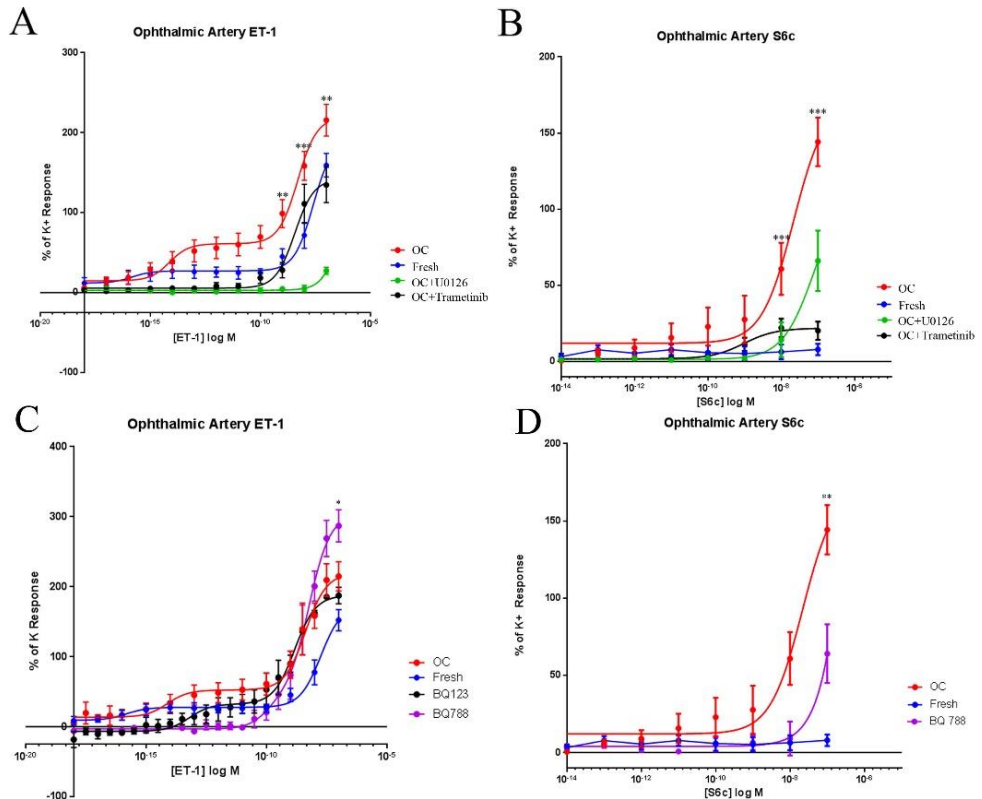 A
Ophthalmic Artery ET-1
300
200
100
0
-100
% of K+ Response
**
***
**
10-20
10-15
10-10
10-5
[ET-1] log M
OC
Fresh
OC+U0126
OC+Trametinib
B
Ophthalmic Artery S6c
200
150
100
50
0
% of K+ Response
***
***
10-14
10-12
10-10
10-8
10-6
[S6c] log M
OC
Fresh
OC+U0126
OC+Trametinib
C
Ophthalmic Artery ET-1
400
300
200
100
0
-100
% of K Response
*
10-20
10-15
10-10
10-5
[ET-1] log M
OC
Fresh
BQ123
BQ788
D
Ophthalmic Artery S6c
200
150
100
50
0
% of K+ Response
**
10-14
10-12
10-10
10-8
10-6
[S6c] log M
OC
Fresh
BQ 788